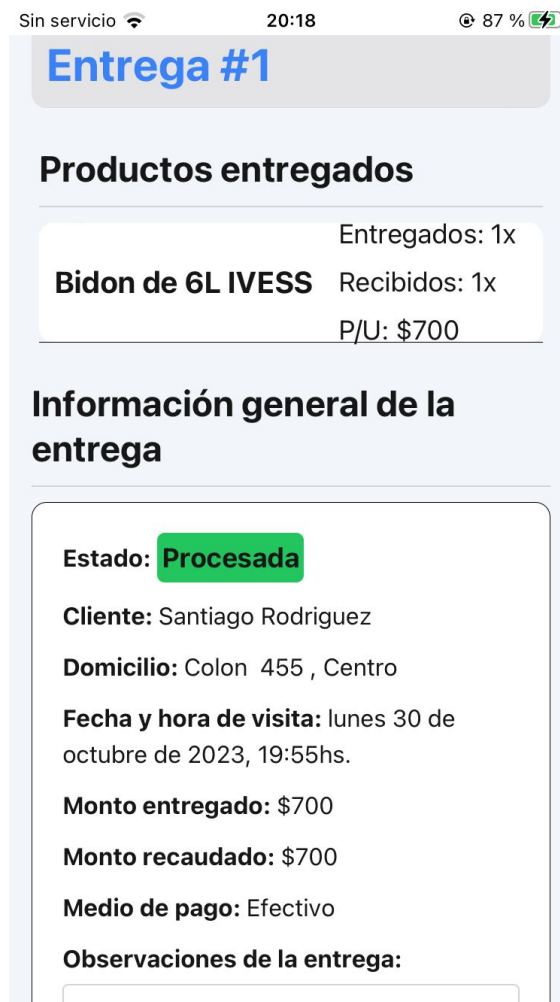 Sin servicio 20:18 87 %
Entrega #1
Productos entregados
Bidon de 6L IVESS
Entregados: 1x
Recibidos: 1x
P/U: $700
Información general de la
entrega
Estado: Procesada
Cliente: Santiago Rodriguez
Domicilio: Colon 455 , Centro
Fecha y hora de visita: lunes 30 de
octubre de 2023, 19:55hs.
Monto entregado: $700
Monto recaudado: $700
Medio de pago: Efectivo
Observaciones de la entrega: